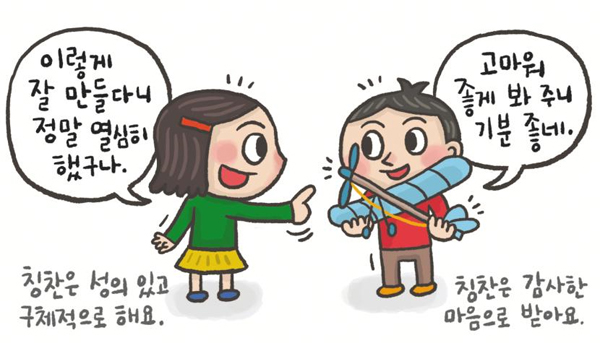 이렇게
잘 만들다니
정말 열심히
했구나.
고마워
좋게 봐 주니
기분 좋네.
칭찬은 성의 있고
구체적으로 해요.
칭찬은 감사한
마음으로 받아요.